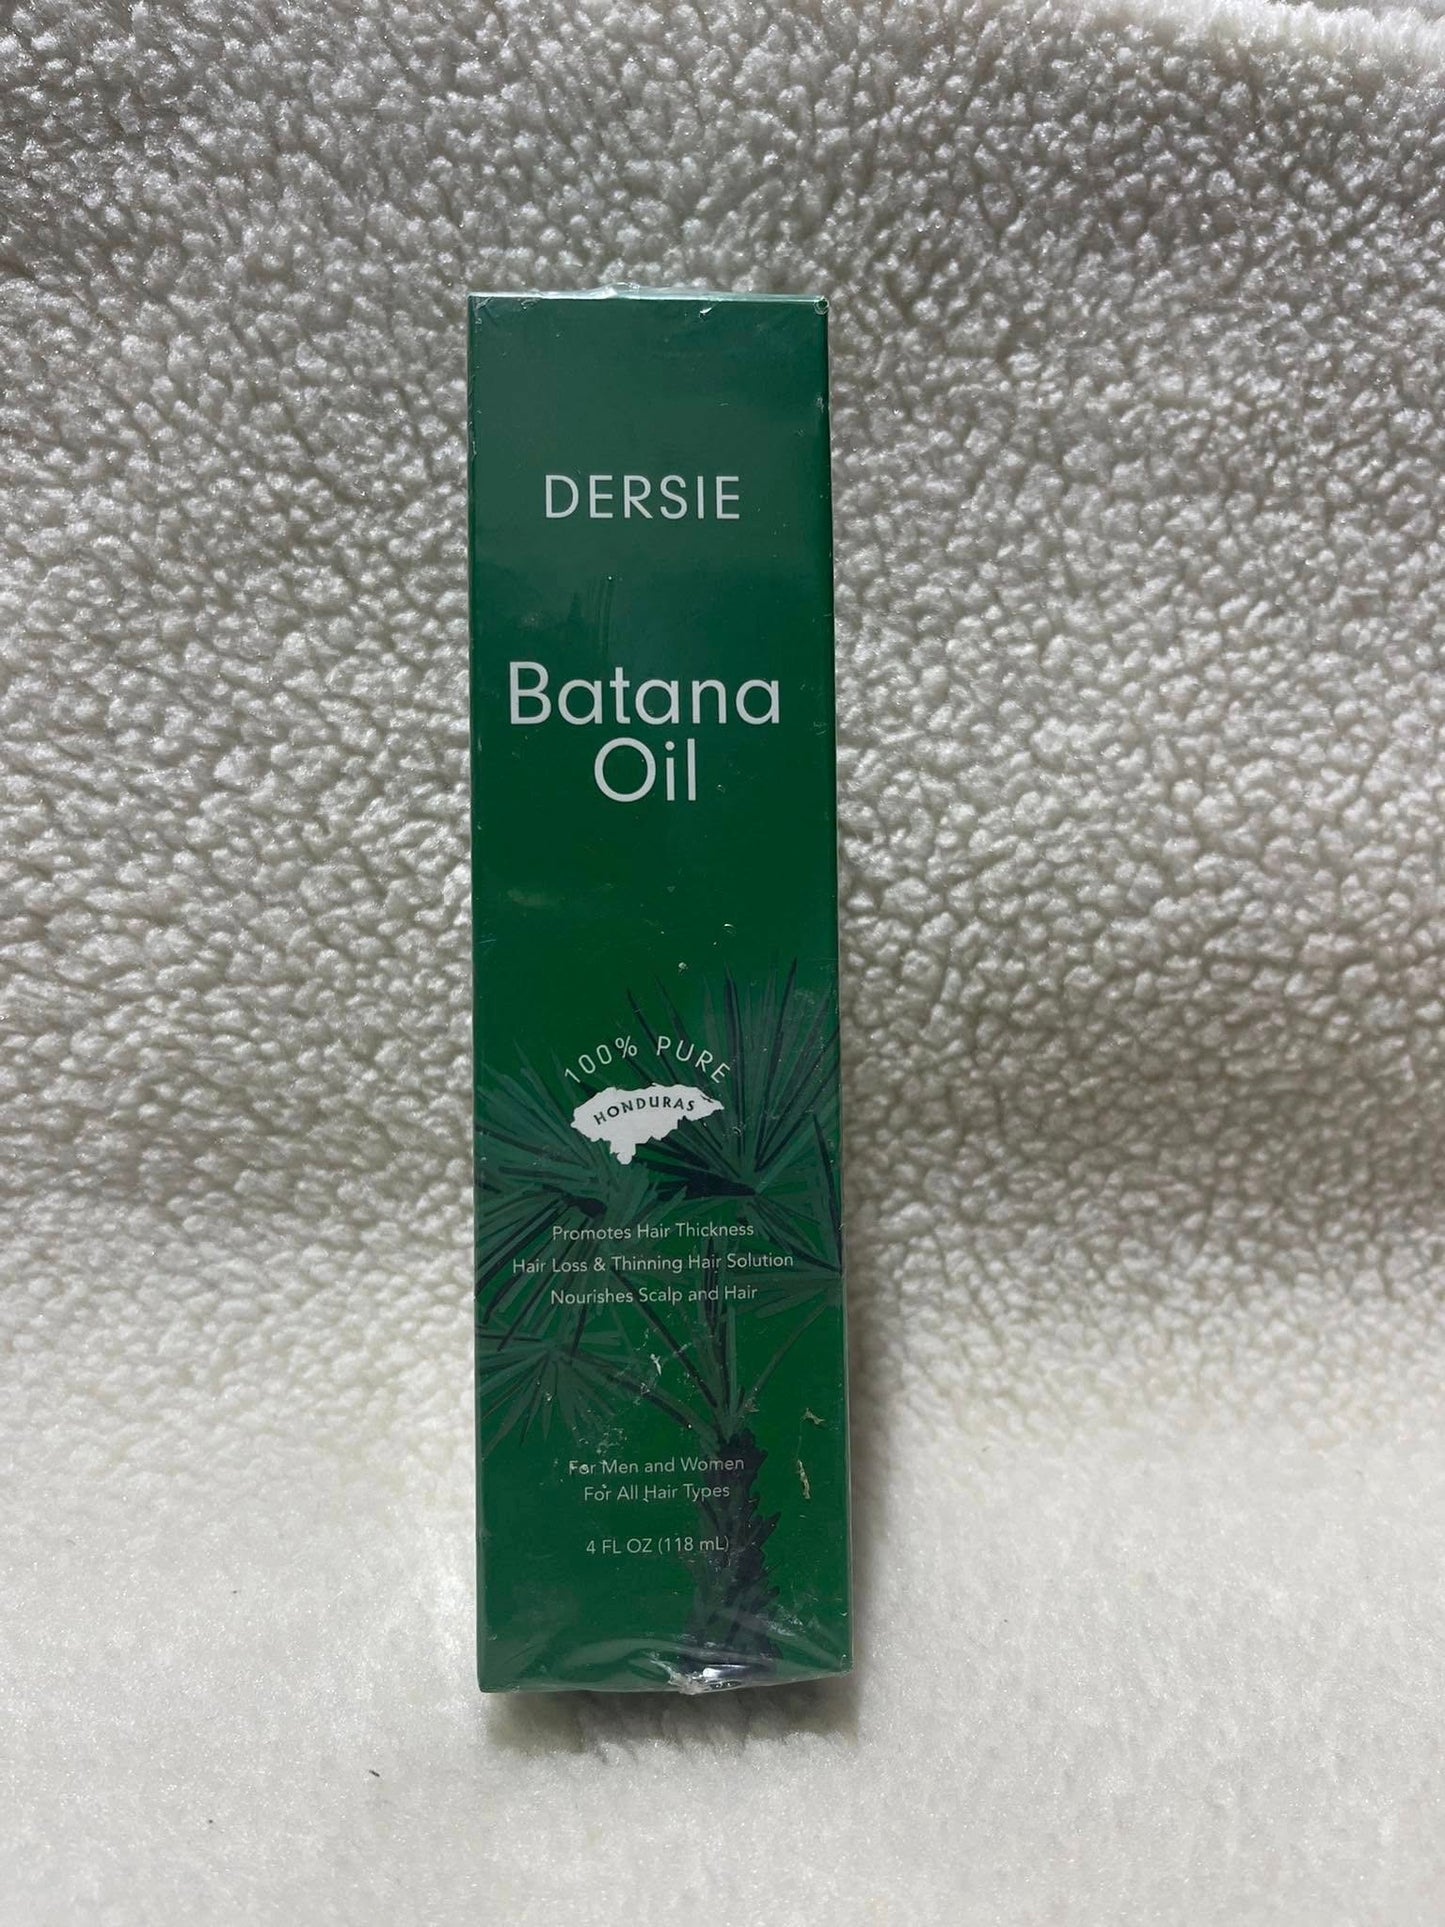 DERSIE
Batana
Oil
100% PURE
HONDURAS
Promotes Hair Thickness
Hair Loss & Thinning Hair Solution
Nourishes Scalp and Hair
For Men and Women
For All Hair Types
4 FL OZ (118 mL)